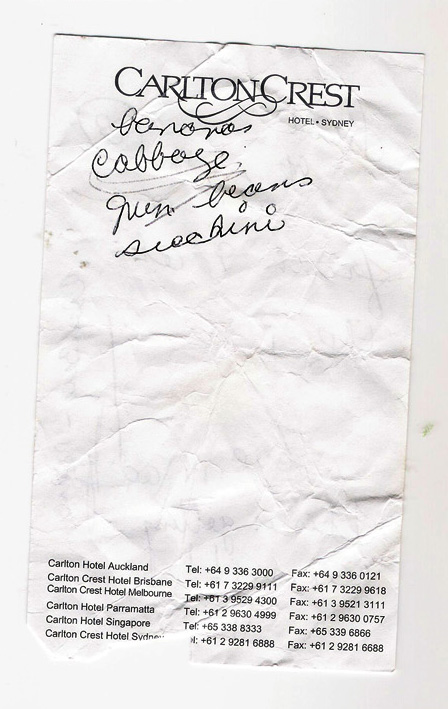 CARLTON CREST
HOTEL • SYDNEY
bananas
Cabbage
green beans
succhini
Carlton Hotel Auckland Tel: +64 9 336 3000 Fax: +64 9 336 0121
Carlton Crest Hotel Brisbane Tel: +61 7 3229 9111 Fax: +61 7 3229 9618
Carlton Crest Hotel Melbourne Tel: +61 3 9529 4300 Fax: +61 3 9521 3111
Carlton Hotel Parramatta Tel: +61 2 9630 4999 Fax: +61 2 9630 0757
Carlton Hotel Singapore Tel: +65 338 8333 Fax: +65 339 6866
Carlton Crest Hotel Sydney l: +61 2 9281 6888 Fax: +61 2 9281 6688